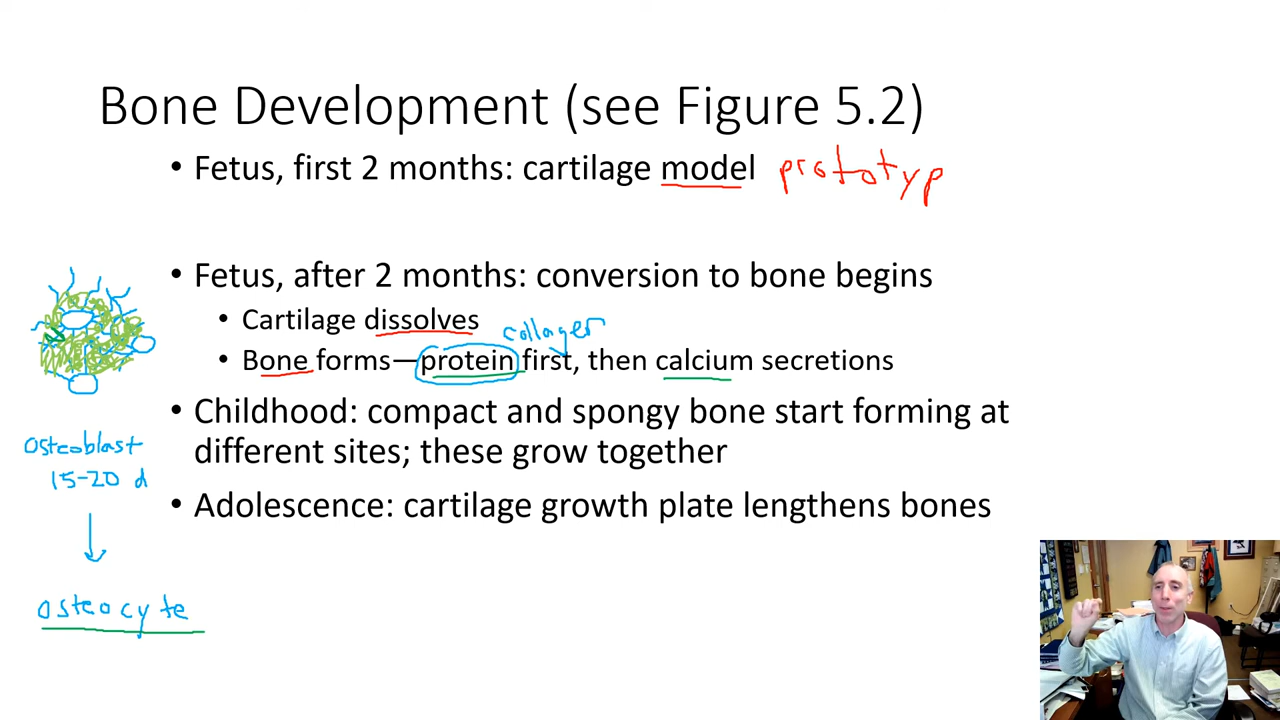 Bone Development (see Figure 5.2)
• Fetus, first 2 months: cartilage model prototyp
• Fetus, after 2 months: conversion to bone begins
• Cartilage dissolves
collagen
• Bone forms—protein first, then calcium secretions
• Childhood: compact and spongy bone start forming at
different sites; these grow together
• Adolescence: cartilage growth plate lengthens bones
Osteoblast
15-20 d
osteocyte